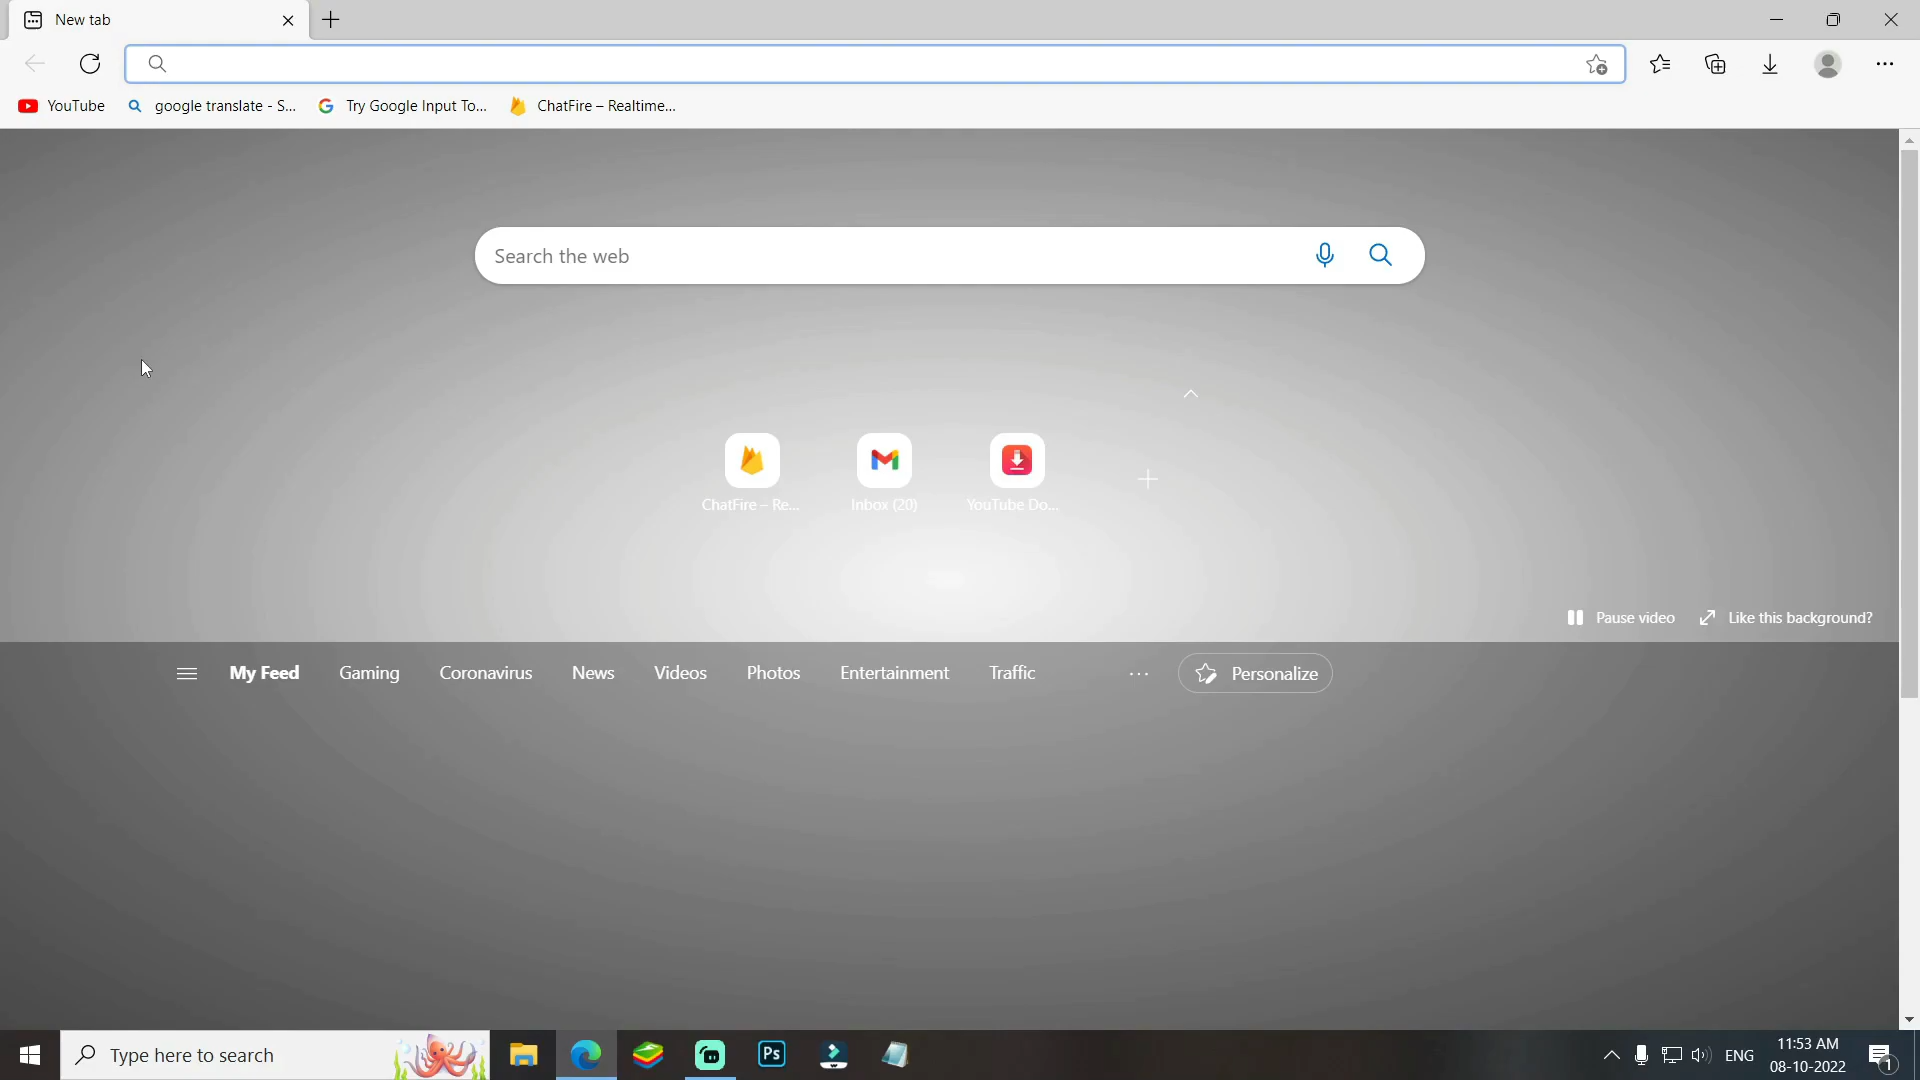 New tab
YouTube
google translate - S...
Try Google Input To...
ChatFire – Realtime...
Search the web
ChatFire – Re...
Inbox (20)
YouTube Do...
Pause video
Like this background?
My Feed
Gaming
Coronavirus
News
Videos
Photos
Entertainment
Traffic
Personalize
Type here to search
Ps
ENG
11:53 AM
08-10-2022
1